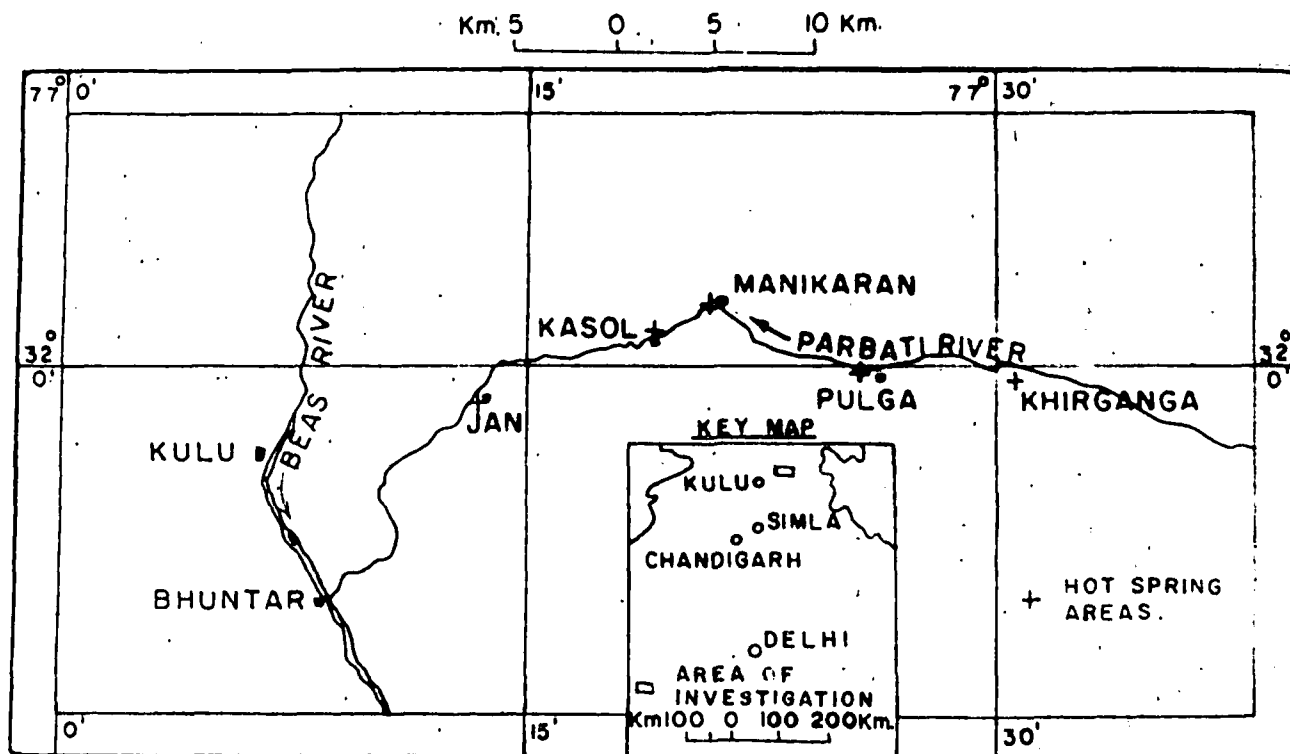 Km. 5 0 5 10 Km.
77° 0' 15' 77° 30'
MANIKARAN
KASOL
PARBATI RIVER
32° 0' 32° 0'
BEAS RIVER
JAN
PULGA
KHIRGANGA
KULU
KEY MAP
KULU
SIMLA
CHANDIGARH
BHUNTAR
HOT SPRING
AREAS.
DELHI
AREA OF
INVESTIGATION
Km100 0 100 200Km.
0' 15' 30'